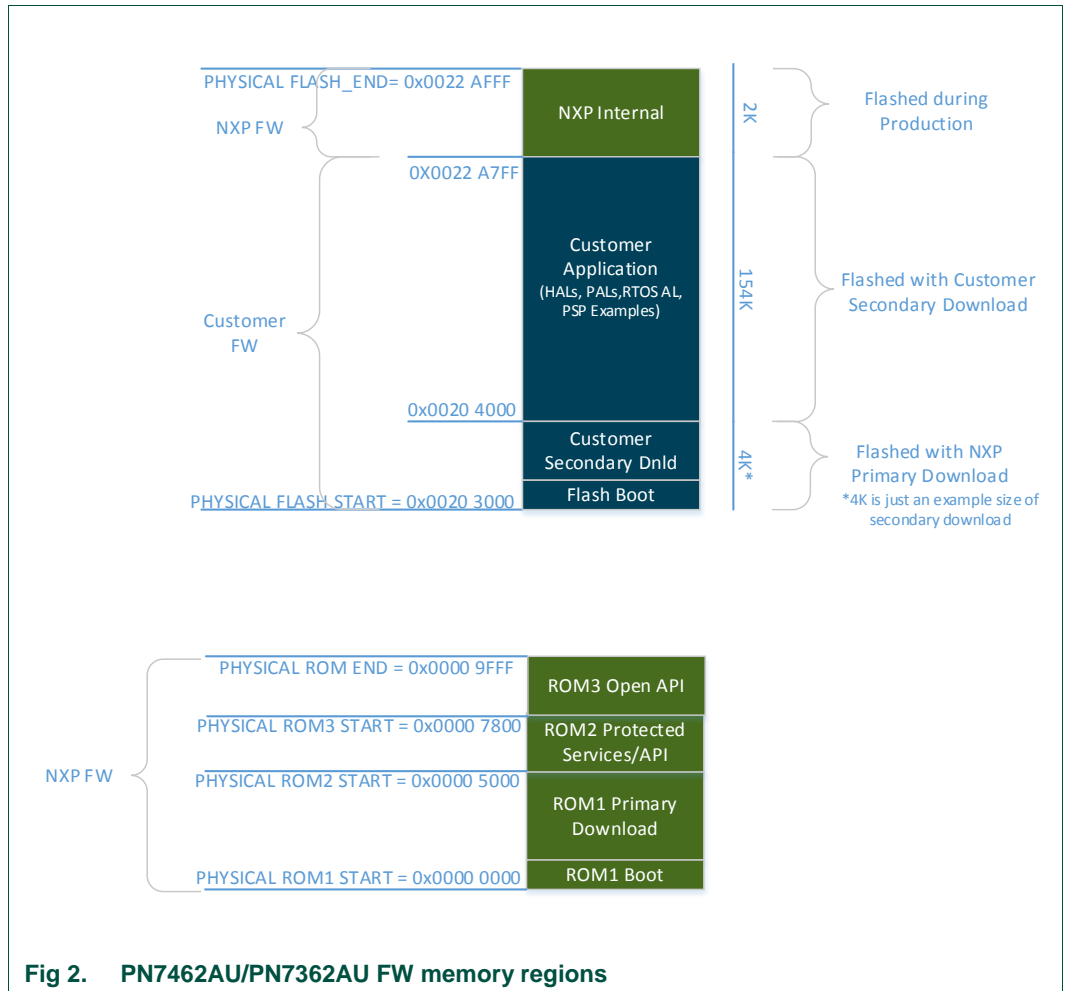 PHYSICAL FLASH_END= 0x0022 AFFF
NXP Internal
2K
Flashed during
Production
NXP FW
0X0022 A7FF
Customer
Application
(HALs, PALs,RTOS AL,
PSP Examples)
154K
Flashed with Customer
Secondary Download
Customer
FW
0x0020 4000
Customer
Secondary Dnld
4K*
Flashed with NXP
Primary Download
*4K is just an example size of
secondary download
Flash Boot
PHYSICAL FLASH START = 0x0020 3000
PHYSICAL ROM END = 0x0000 9FFF
ROM3 Open API
PHYSICAL ROM3 START = 0x0000 7800
ROM2 Protected
Services/API
NXP FW
PHYSICAL ROM2 START = 0x0000 5000
ROM1 Primary
Download
ROM1 Boot
PHYSICAL ROM1 START = 0x0000 0000
Fig 2. PN7462AU/PN7362AU FW memory regions